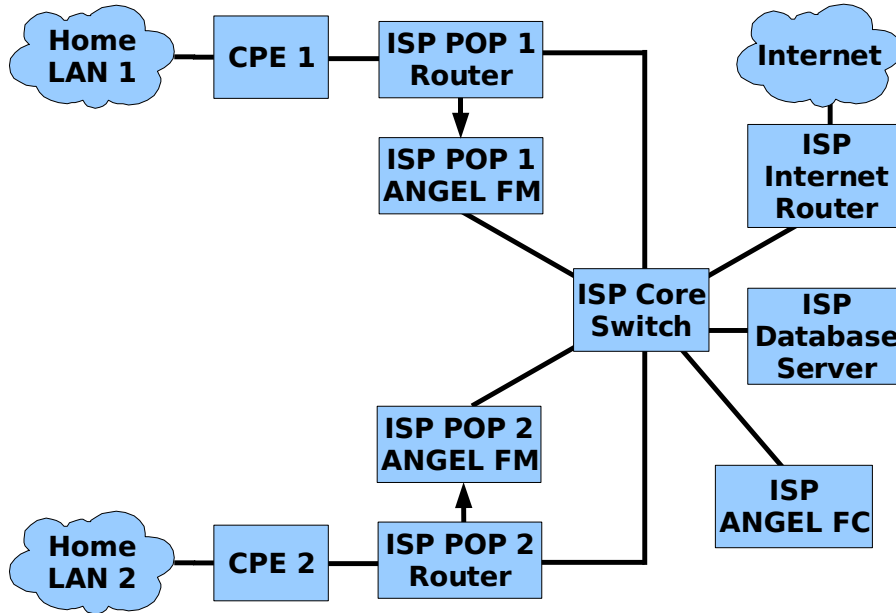 Home
LAN 1
CPE 1
ISP POP 1
Router
Internet
ISP POP 1
ANGEL FM
ISP
Internet
Router
ISP Core
Switch
ISP
Database
Server
ISP POP 2
ANGEL FM
ISP
ANGEL FC
Home
LAN 2
CPE 2
ISP POP 2
Router